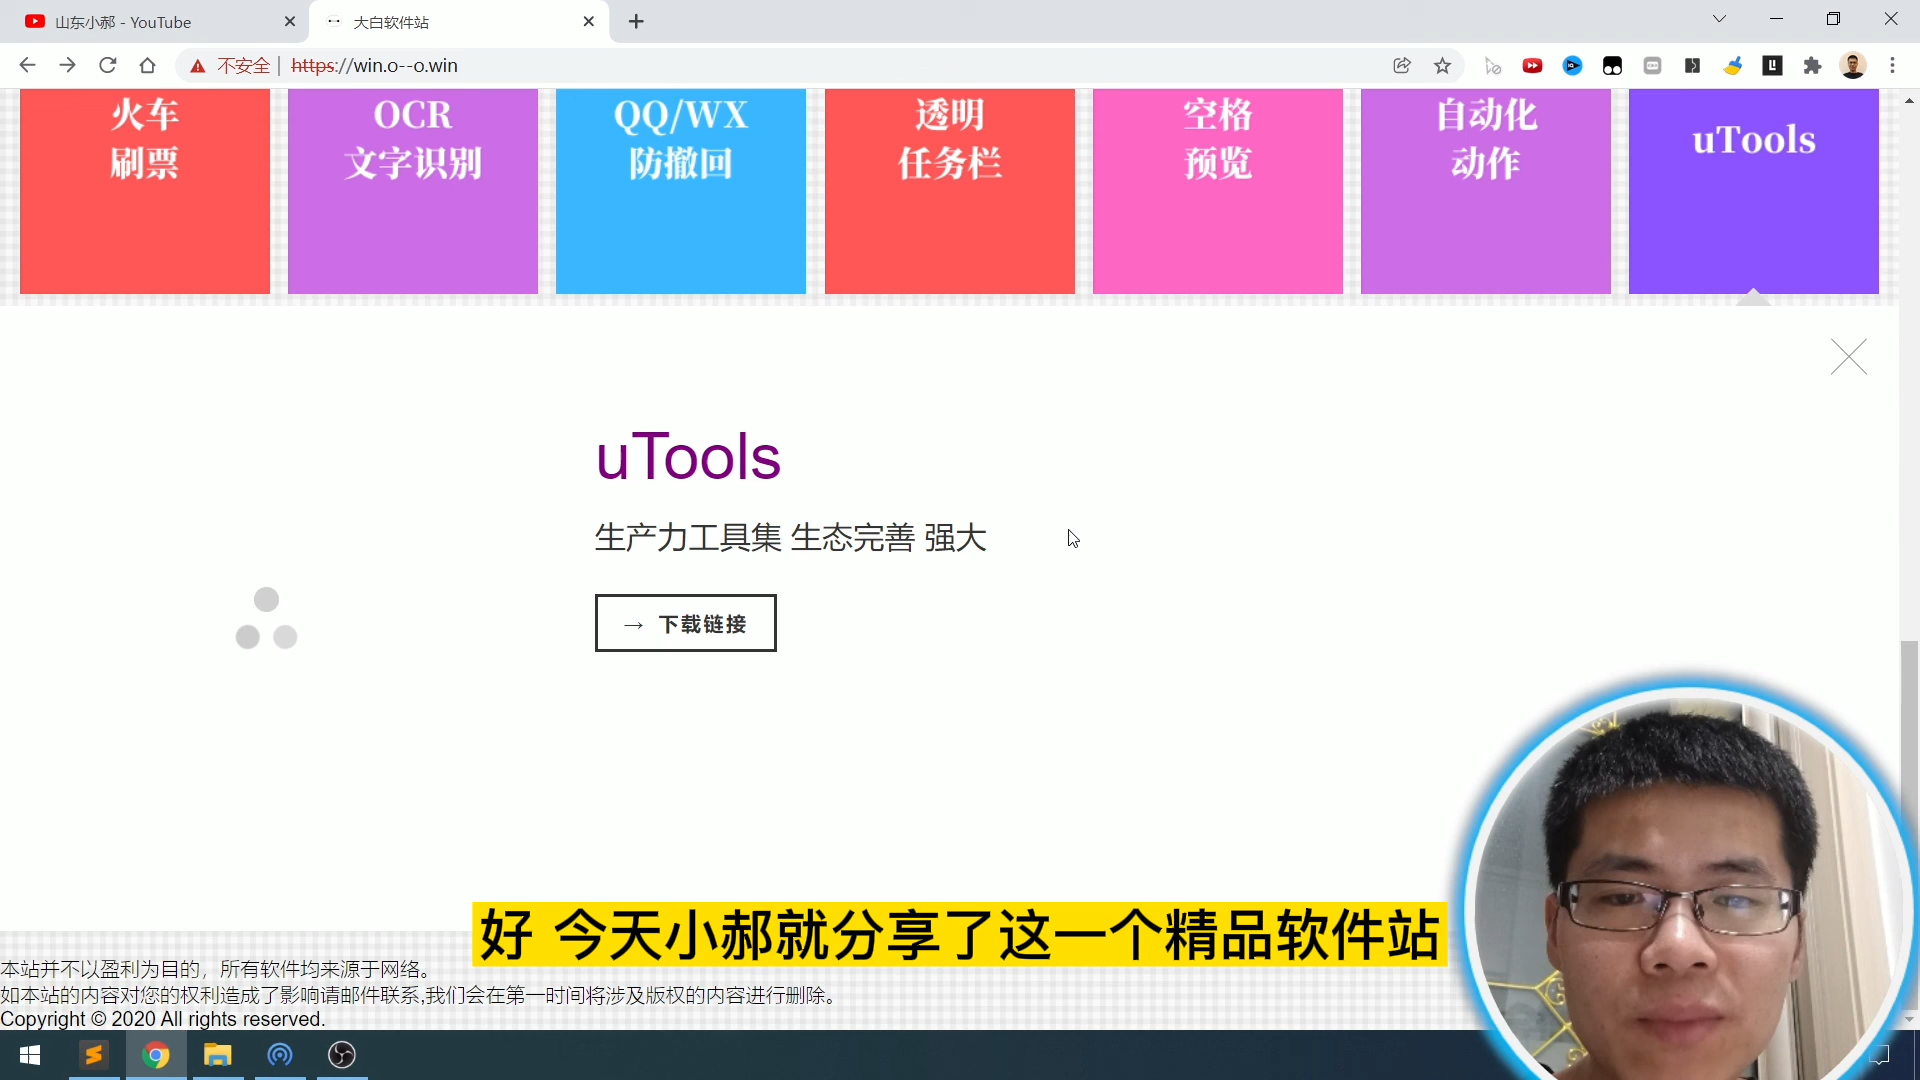 山东小郝 - YouTube
大白软件站
不安全 | https://win.o--o.win
火车
刷票
OCR
文字识别
QQ/WX
防撤回
透明
任务栏
空格
预览
自动化
动作
uTools
uTools
生产力工具集 生态完善 强大
→ 下载链接
好 今天小郝就分享了这一个精品软件站
本站并不以盈利为目的，所有软件均来源于网络。
如本站的内容对您的权利造成了影响请邮件联系,我们会在第一时间将涉及版权的内容进行删除。
Copyright © 2020 All rights reserved.